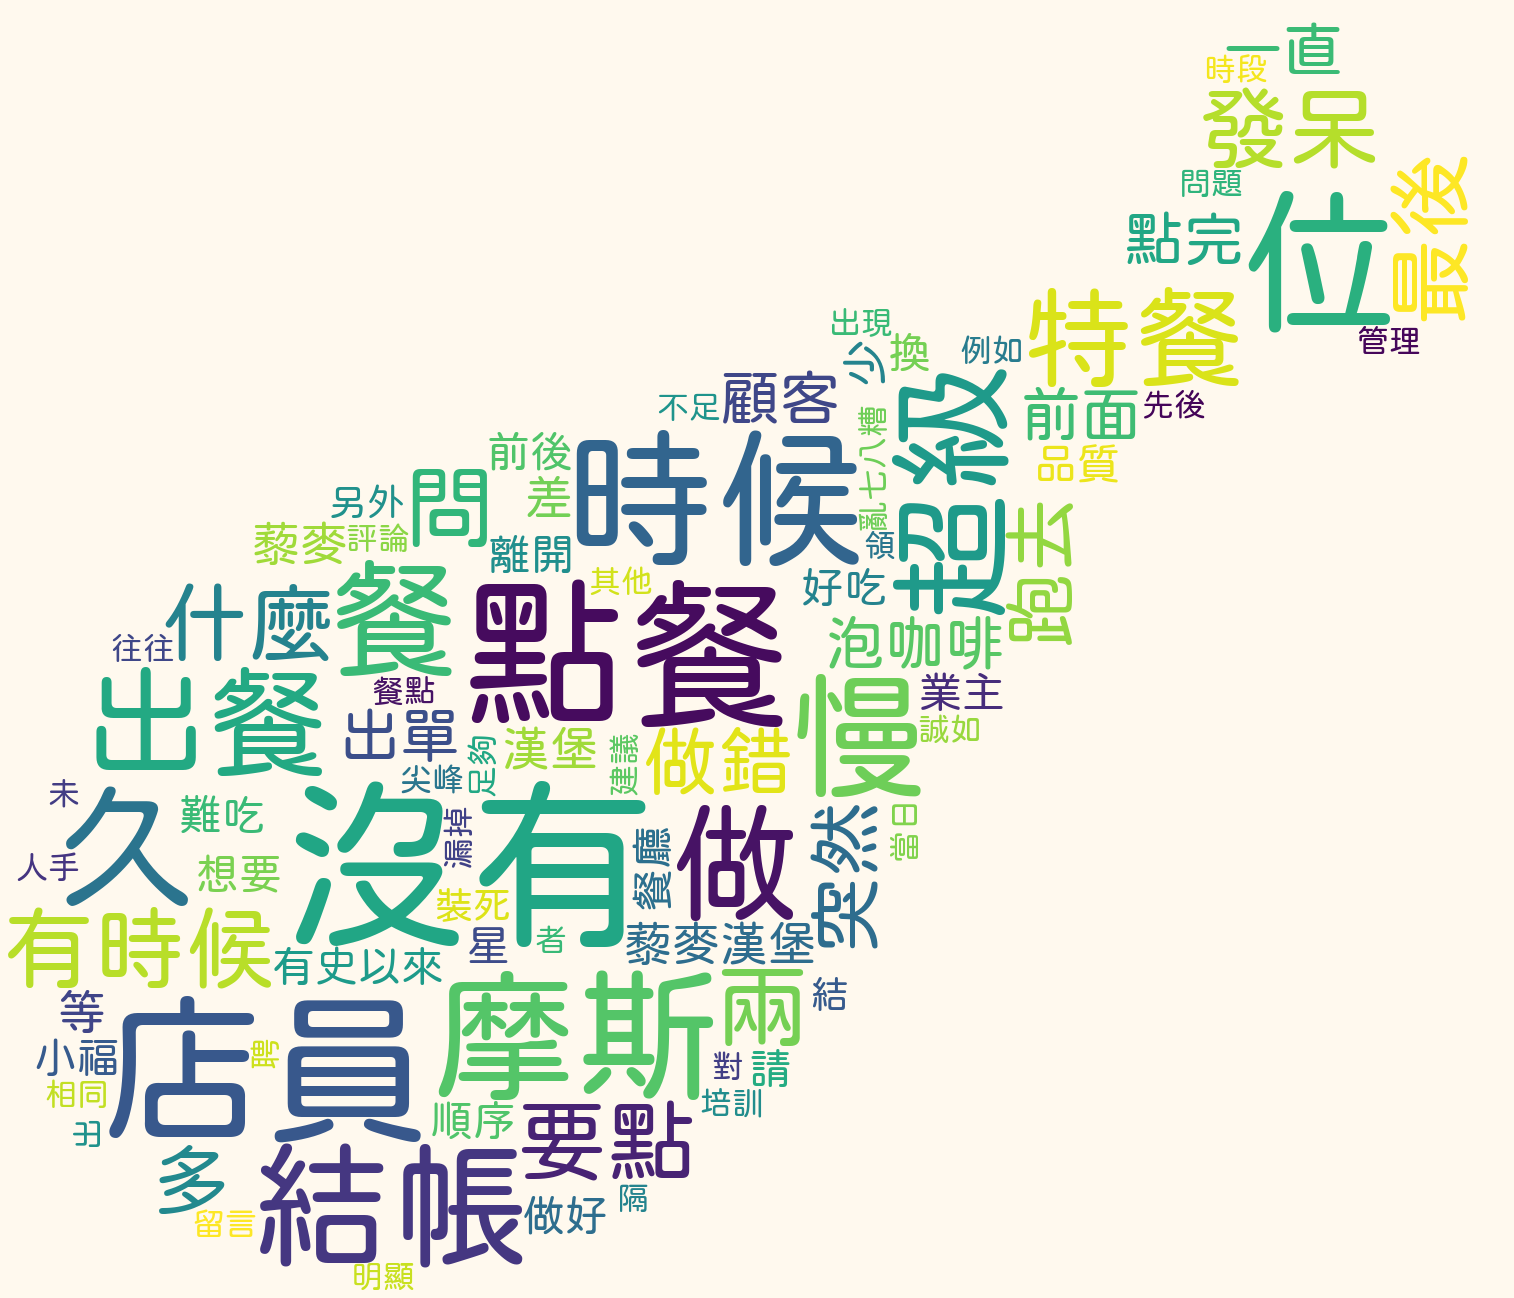 一直
時段
發呆
最後
問題
位
點完
管理
特餐
出現
換
少
例如
超級
顧客
不足
前面
先後
時候
亂七八糟
前後
品質
問
差
另外
跑去
藜麥
評論
離開
領
餐
其他
好吃
點餐
什麼
往往
泡咖啡
出餐
餐點
慢
業主
出單
誠如
漢堡
做錯
足夠
建議
尖峰
未
久
沒有
難吃
漏掉
做
突然
當日
餐廳
人手
想要
裝死
有時候
星
者
藜麥漢堡
有史以來
摩斯
兩
結
等
店員
小福
聘
對
請
相同
培訓
順序
要點
多
結帳
隔
做好
留言
明顯